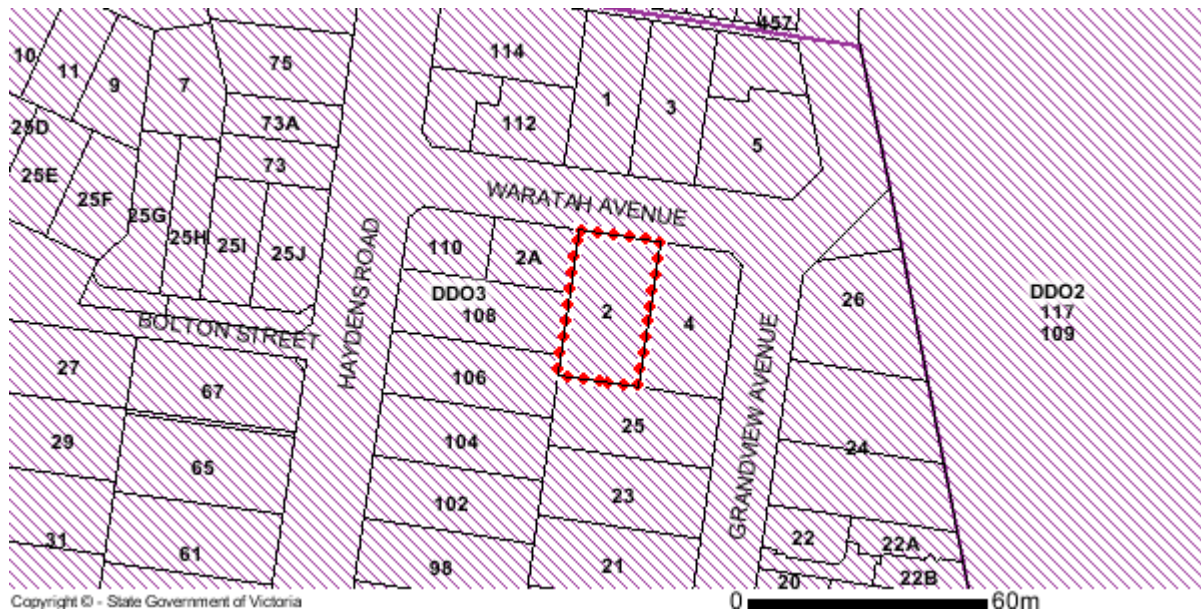 457
10
11
9
7
75
114
1
3
112
5
73A
73
25D
25E
25F
25G
25H
25I
25J
WARATAH AVENUE
HAYDENS ROAD
110
2A
DDO3
108
2
4
26
DDO2
117
109
BOLTON STREET
GRANDVIEW AVENUE
27
67
106
25
29
65
104
24
102
23
31
61
98
21
22
22A
20
22B
Copyright © - State Government of Victoria
0
60m